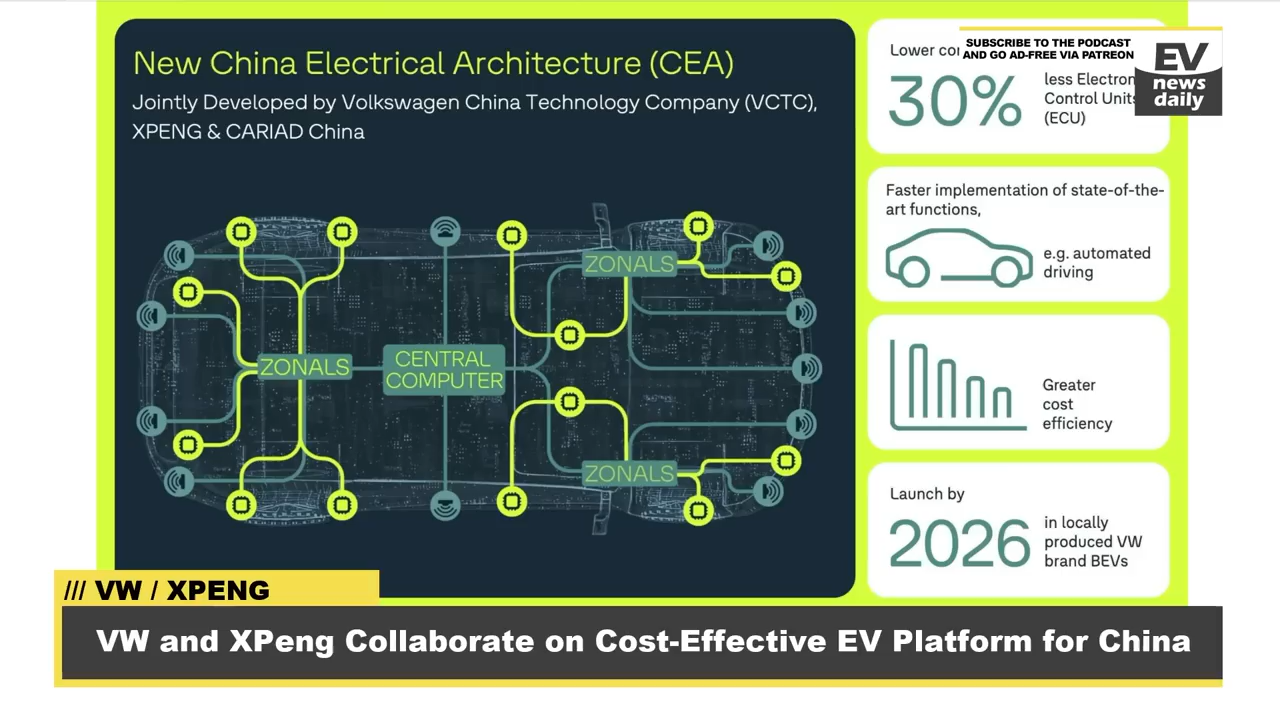 New China Electrical Architecture (CEA)
Jointly Developed by Volkswagen China Technology Company (VCTC),
XPENG & CARIAD China
ZONALS
CENTRAL
COMPUTER
ZONALS
ZONALS
Lower
30%
less
Control
(ECU)
SUBSCRIBE TO THE PODCAST
AND GO AD-FREE VIA PATREON
EV
news
daily
Faster implementation of state-of-the-
art functions,
e.g. automated
driving
Greater
cost
efficiency
Launch by
2026
in locally
produced VW
brand BEVs
/// VW / XPENG
VW and XPeng Collaborate on Cost-Effective EV Platform for China